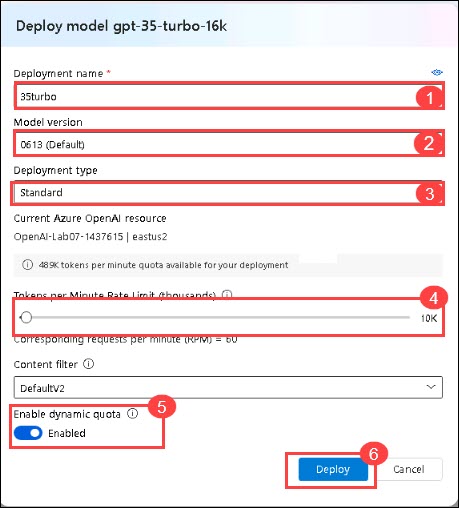 Deploy model gpt-35-turbo-16k
Deployment name *
35turbo 1
Model version
0613 (Default) 2
Deployment type
Standard 3
Current Azure OpenAI resource
OpenAI-Lab07-1437615 | eastus2
489K tokens per minute quota available for your deployment
Tokens per Minute Rate Limit (thousands)
4
10K
Corresponding requests per minute (RPM) = 60
Content filter
DefaultV2
Enable dynamic quota 5
Enabled
6
Deploy Cancel